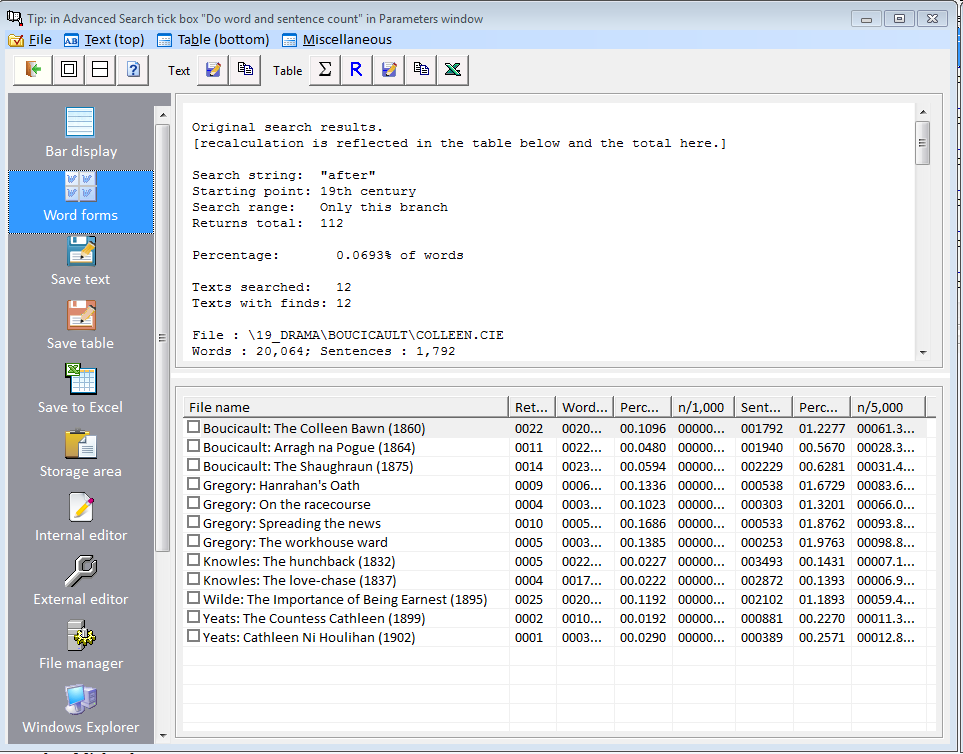 Tip: in Advanced Search tick box "Do word and sentence count" in Parameters window
File Text (top) Table (bottom) Miscellaneous
Text Table Σ R
Bar display
Word forms
Save text
Save table
Save to Excel
Storage area
Internal editor
External editor
File manager
Windows Explorer
Original search results.
[recalculation is reflected in the table below and the total here.]
Search string: "after"
Starting point: 19th century
Search range: Only this branch
Returns total: 112
Percentage: 0.0693% of words
Texts searched: 12
Texts with finds: 12
File : \19_DRAMA\BOUCICAULT\COLLEEN.CIE
Words : 20,064; Sentences : 1,792
File name Ret... Word... Perc... n/1,000 Sent... Perc... n/5,000
Boucicault: The Colleen Bawn (1860) 0022 0020... 00.1096 00000... 001792 01.2277 00061.3...
Boucicault: Arragh na Pogue (1864) 0011 0022... 00.0480 00000... 001940 00.5670 00028.3...
Boucicault: The Shaughraun (1875) 0014 0023... 00.0594 00000... 002229 00.6281 00031.4...
Gregory: Hanrahan's Oath 0009 0006... 00.1336 00000... 000538 01.6729 00083.6...
Gregory: On the racecourse 0004 0003... 00.1023 00000... 000303 01.3201 00066.0...
Gregory: Spreading the news 0010 0005... 00.1686 00000... 000533 01.8762 00093.8...
Gregory: The workhouse ward 0005 0003... 00.1385 00000... 000253 01.9763 00098.8...
Knowles: The hunchback (1832) 0005 0022... 00.0227 00000... 003493 00.1431 00007.1...
Knowles: The love-chase (1837) 0004 0017... 00.0222 00000... 002872 00.1393 00006.9...
Wilde: The Importance of Being Earnest (1895) 0025 0020... 00.1192 00000... 002102 01.1893 00059.4...
Yeats: The Countess Cathleen (1899) 0002 0010... 00.0192 00000... 000881 00.2270 00011.3...
Yeats: Cathleen Ni Houlihan (1902) 0001 0003... 00.0290 00000... 000389 00.2571 00012.8...